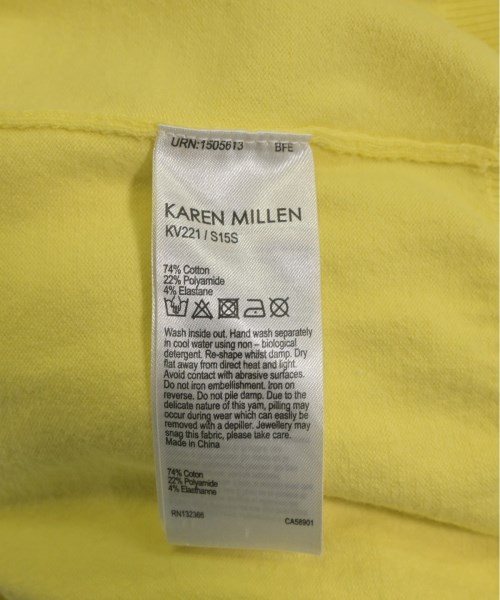 URN:1505613 BFE
KAREN MILLEN
KV221 / S15S
74% Cotton
22% Polyamide
4% Elastane
Wash inside out. Hand wash separately
in cool water using non – biological
detergent. Re-shape whilst damp. Dry
flat away from direct heat and light.
Avoid contact with abrasive surfaces.
Do not iron embellishment. Iron on
reverse. Do not pile damp. Due to the
delicate nature of this yarn, pilling may
occur during wear which can easily be
removed with a depiller. Jewellery may
snag this fabric, please take care.
Made in China
74% Coton
22% Polyamide
4% Elasthanne
RN132366
CA58901